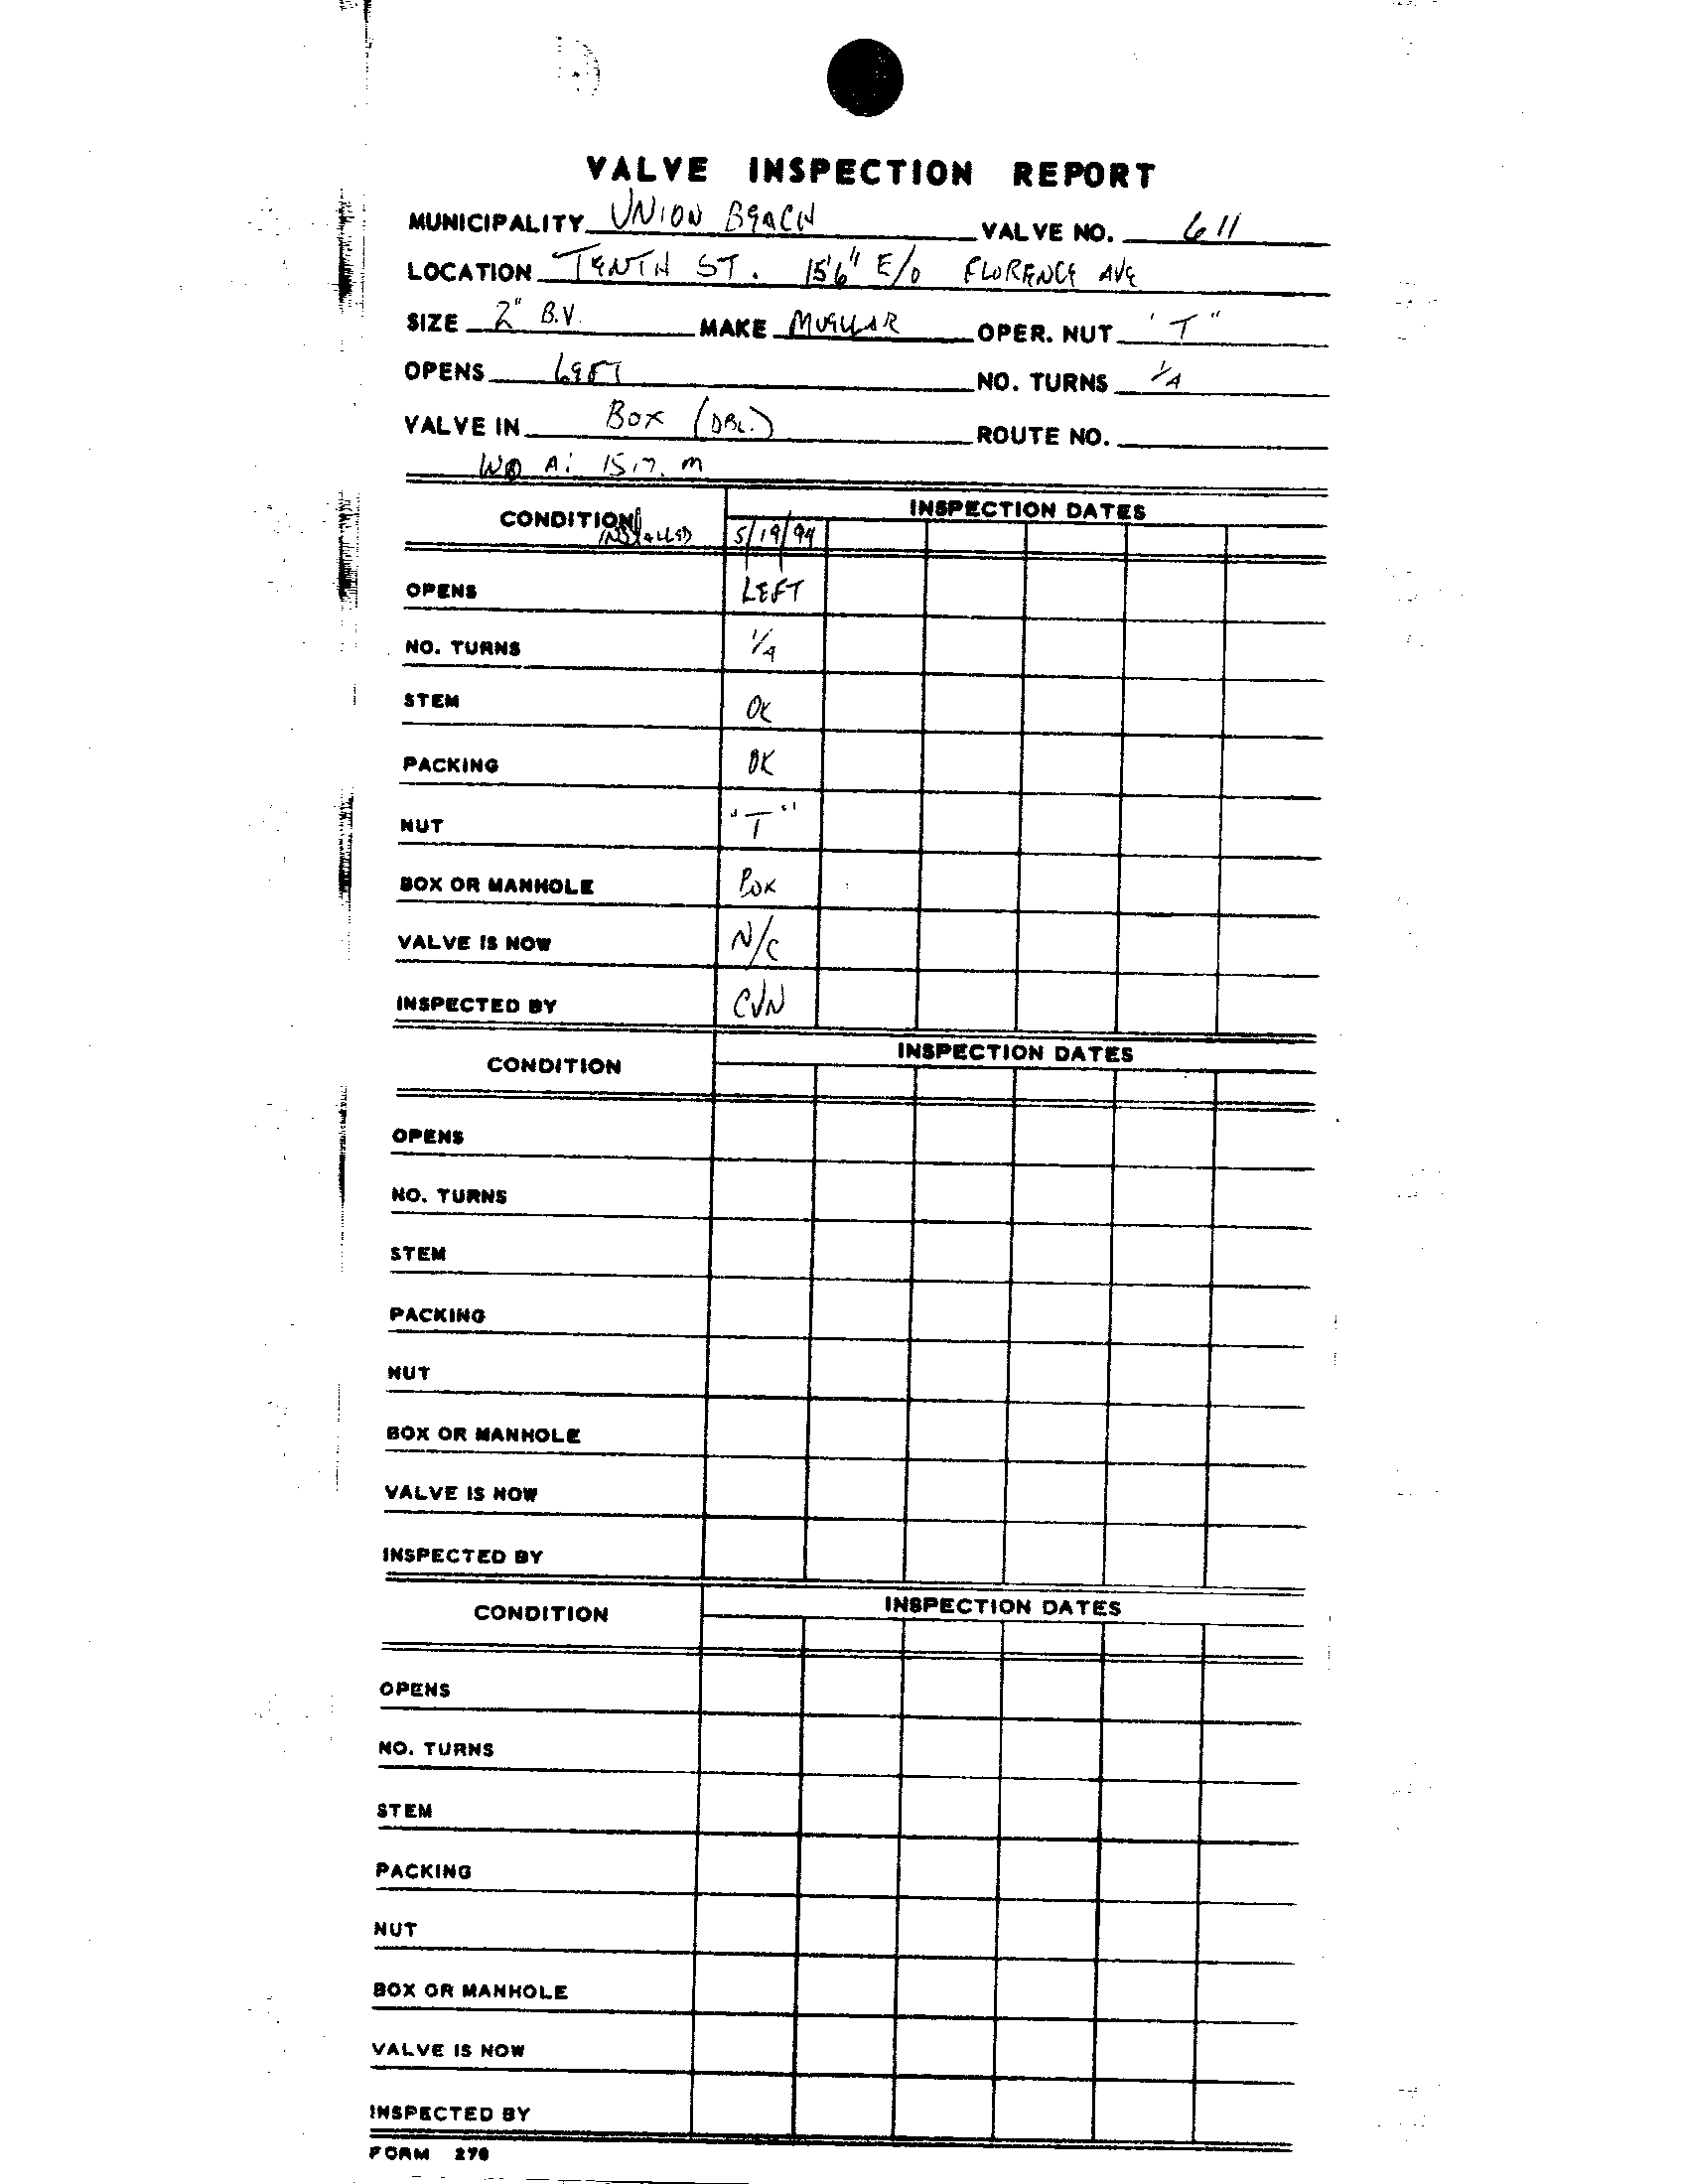 VALVE INSPECTION REPORT
MUNICIPALITY UNION BEACH VALVE NO. 611
LOCATION TENTH ST. 15'6" E/O FLORENCE AVE
SIZE 2" B.V. MAKE MUELLAR OPER. NUT "T"
OPENS LEFT NO. TURNS 1/4
VALVE IN BOX (DBL.) ROUTE NO.
CONDITION INSPECTION DATES
INSTALLED 5/19/94
OPENS LEFT
NO. TURNS 1/4
STEM OK
PACKING OK
NUT "T"
BOX OR MANHOLE BOX
VALVE IS NOW N/C
INSPECTED BY CVN
CONDITION INSPECTION DATES
OPENS
NO. TURNS
STEM
PACKING
NUT
BOX OR MANHOLE
VALVE IS NOW
INSPECTED BY
CONDITION INSPECTION DATES
OPENS
NO. TURNS
STEM
PACKING
NUT
BOX OR MANHOLE
VALVE IS NOW
INSPECTED BY
FORM 276